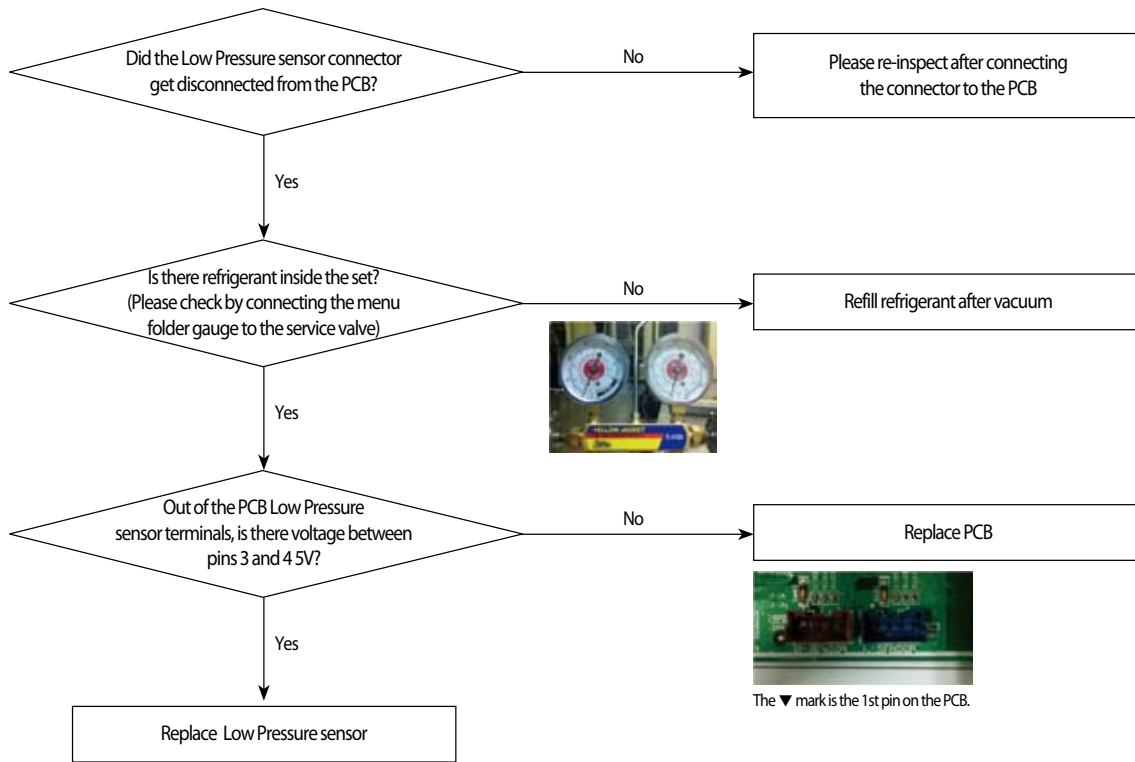 Did the Low Pressure sensor connector
get disconnected from the PCB?
No
Please re-inspect after connecting
the connector to the PCB
Yes
Is there refrigerant inside the set?
(Please check by connecting the menu
folder gauge to the service valve)
No
Refill refrigerant after vacuum
YELLOW JACKET
Yes
Out of the PCB Low Pressure
sensor terminals, is there voltage between
pins 3 and 4 5V?
No
Replace PCB
The ▼ mark is the 1st pin on the PCB.
Yes
Replace Low Pressure sensor